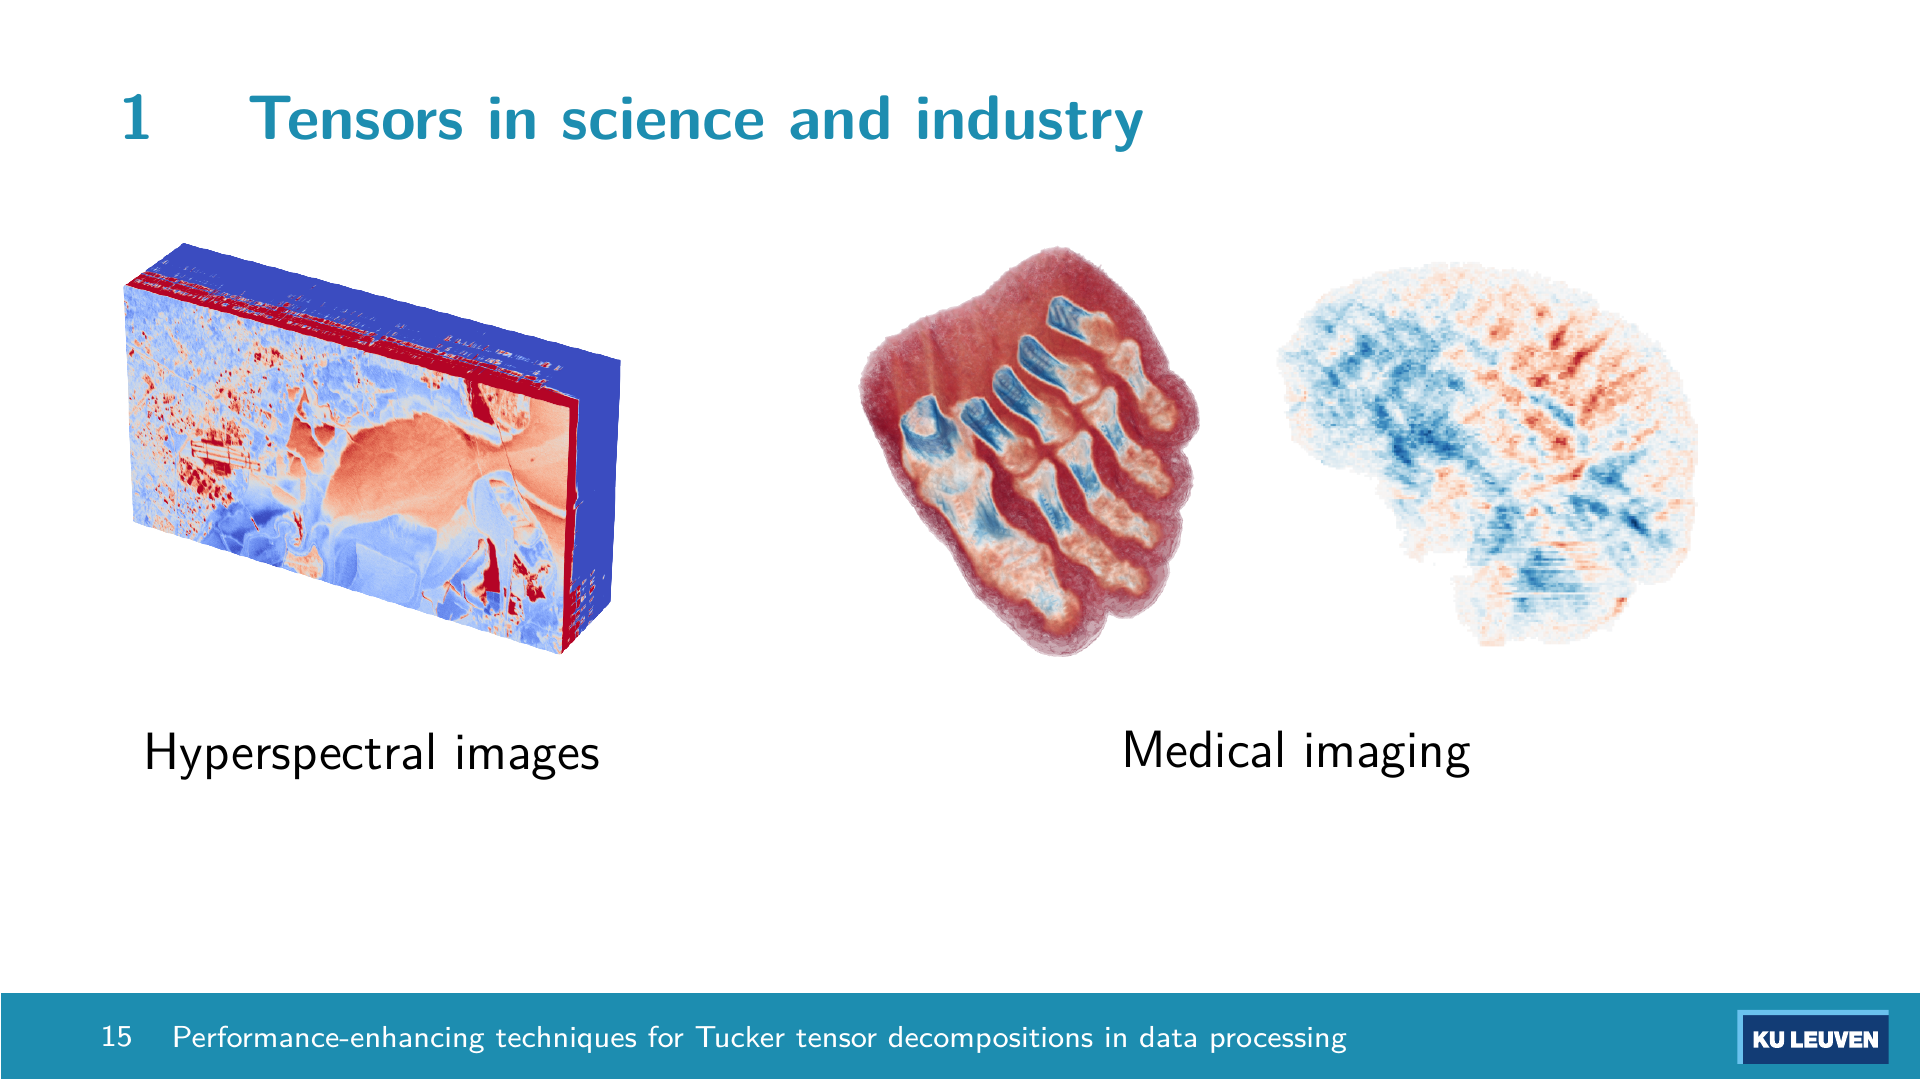 1 Tensors in science and industry
Hyperspectral images
Medical imaging
15 Performance-enhancing techniques for Tucker tensor decompositions in data processing
KU LEUVEN